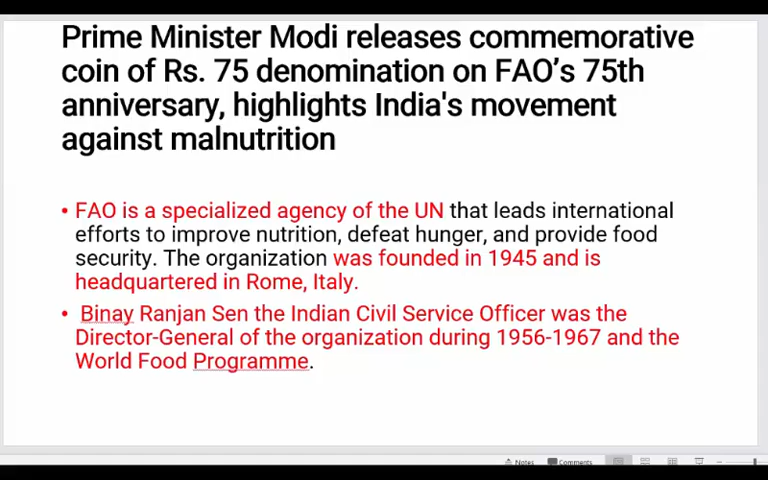 Prime Minister Modi releases commemorative
coin of Rs. 75 denomination on FAO’s 75th
anniversary, highlights India's movement
against malnutrition
• FAO is a specialized agency of the UN that leads international
efforts to improve nutrition, defeat hunger, and provide food
security. The organization was founded in 1945 and is
headquartered in Rome, Italy.
• Binay Ranjan Sen the Indian Civil Service Officer was the
Director-General of the organization during 1956-1967 and the
World Food Programme.
Notes Comments